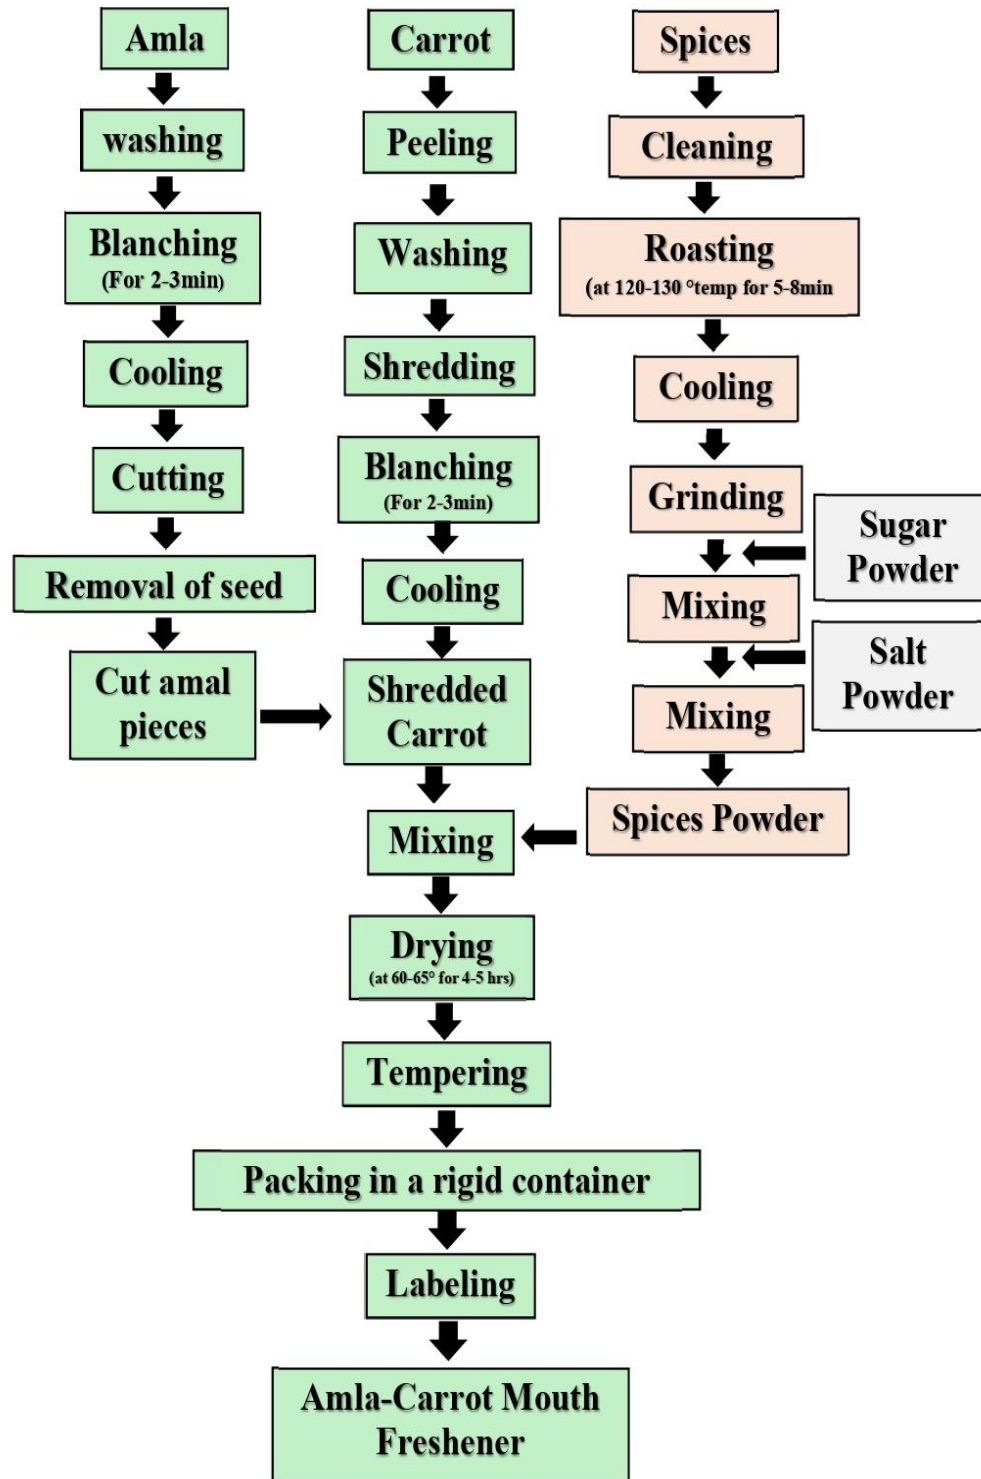 Amla
washing
Blanching
(For 2-3min)
Cooling
Cutting
Removal of seed
Cut amal
pieces
Carrot
Peeling
Washing
Shredding
Blanching
(For 2-3min)
Cooling
Shredded
Carrot
Spices
Cleaning
Roasting
(at 120-130 °temp for 5-8min
Cooling
Grinding
Sugar
Powder
Mixing
Salt
Powder
Mixing
Spices Powder
Mixing
Drying
(at 60-65° for 4-5 hrs)
Tempering
Packing in a rigid container
Labeling
Amla-Carrot Mouth
Freshener